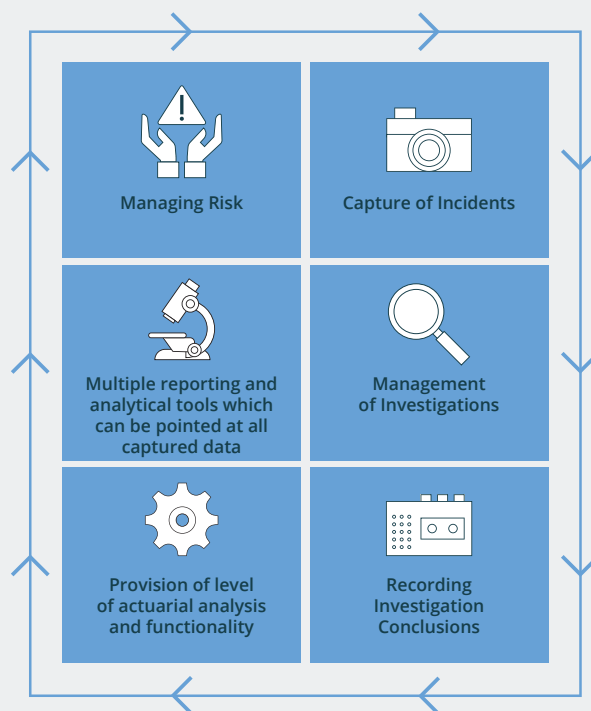 Managing Risk
Capture of Incidents
Multiple reporting and
analytical tools which
can be pointed at all
captured data
Management
of Investigations
Provision of level
of actuarial analysis
and functionality
Recording
Investigation
Conclusions